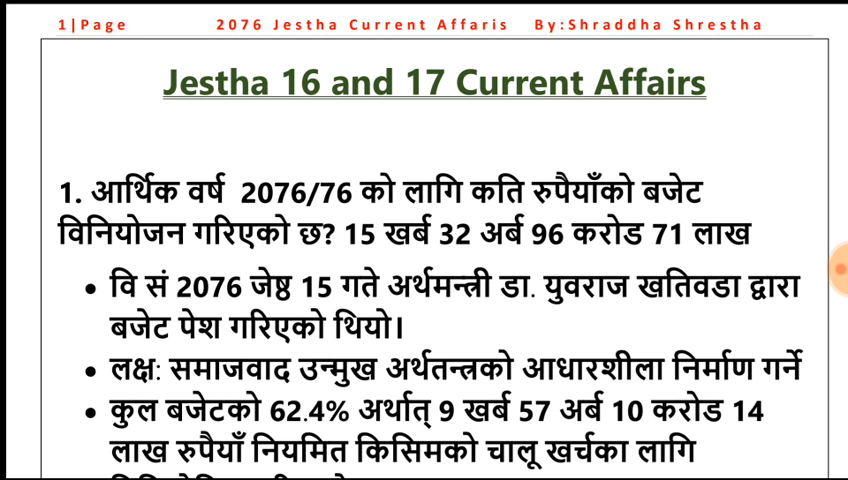 1|Page 2076 Jestha Current Affaris By:Shraddha Shrestha
Jestha 16 and 17 Current Affairs
1. आर्थिक वर्ष 2076/76 को लागि कति रुपैयाँको बजेट
विनियोजन गरिएको छ? 15 खर्ब 32 अर्ब 96 करोड 71 लाख
• वि सं 2076 जेष्ठ 15 गते अर्थमन्त्री डा. युवराज खतिवडा द्वारा
बजेट पेश गरिएको थियो।
• लक्ष: समाजवाद उन्मुख अर्थतन्त्रको आधारशीला निर्माण गर्ने
• कुल बजेटको 62.4% अर्थात् 9 खर्ब 57 अर्ब 10 करोड 14
लाख रुपैयाँ नियमित किसिमको चालू खर्चका लागि